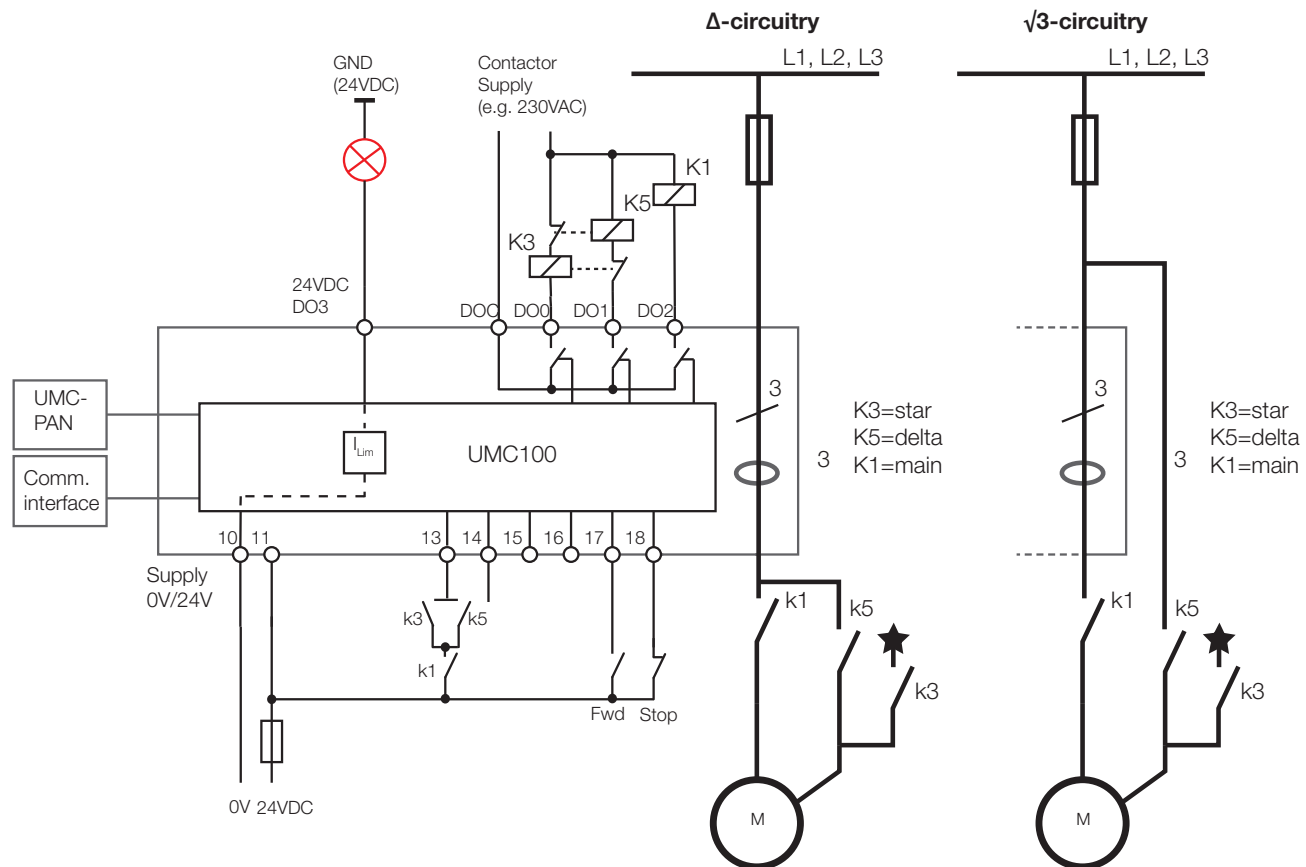 Δ-circuitry
√3-circuitry
L1, L2, L3
L1, L2, L3
GND
(24VDC)
Contactor
Supply
(e.g. 230VAC)
K1
K5
K3
24VDC
DO3
DOC
DO0
DO1
DO2
UMC-
PAN
Comm.
interface
ILim
UMC100
3
3
K3=star
K5=delta
K1=main
3
3
K3=star
K5=delta
K1=main
10
11
13
14
15
16
17
18
Supply
0V/24V
k3
k5
k1
Fwd
Stop
0V
24VDC
k1
k5
k3
k1
k5
k3
M
M